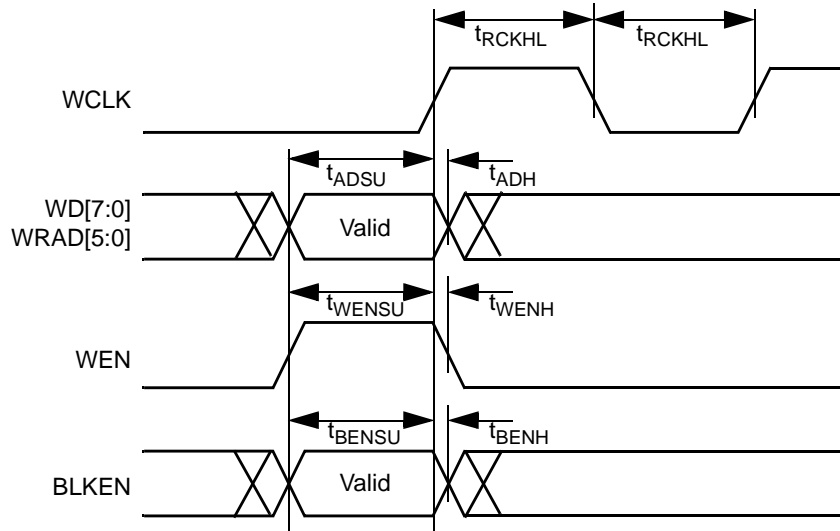 tRCKHL
tRCKHL
WCLK
tADSU
tADH
WD[7:0]
WRAD[5:0]
Valid
tWENSU
tWENH
WEN
tBENSU
tBENH
BLKEN
Valid